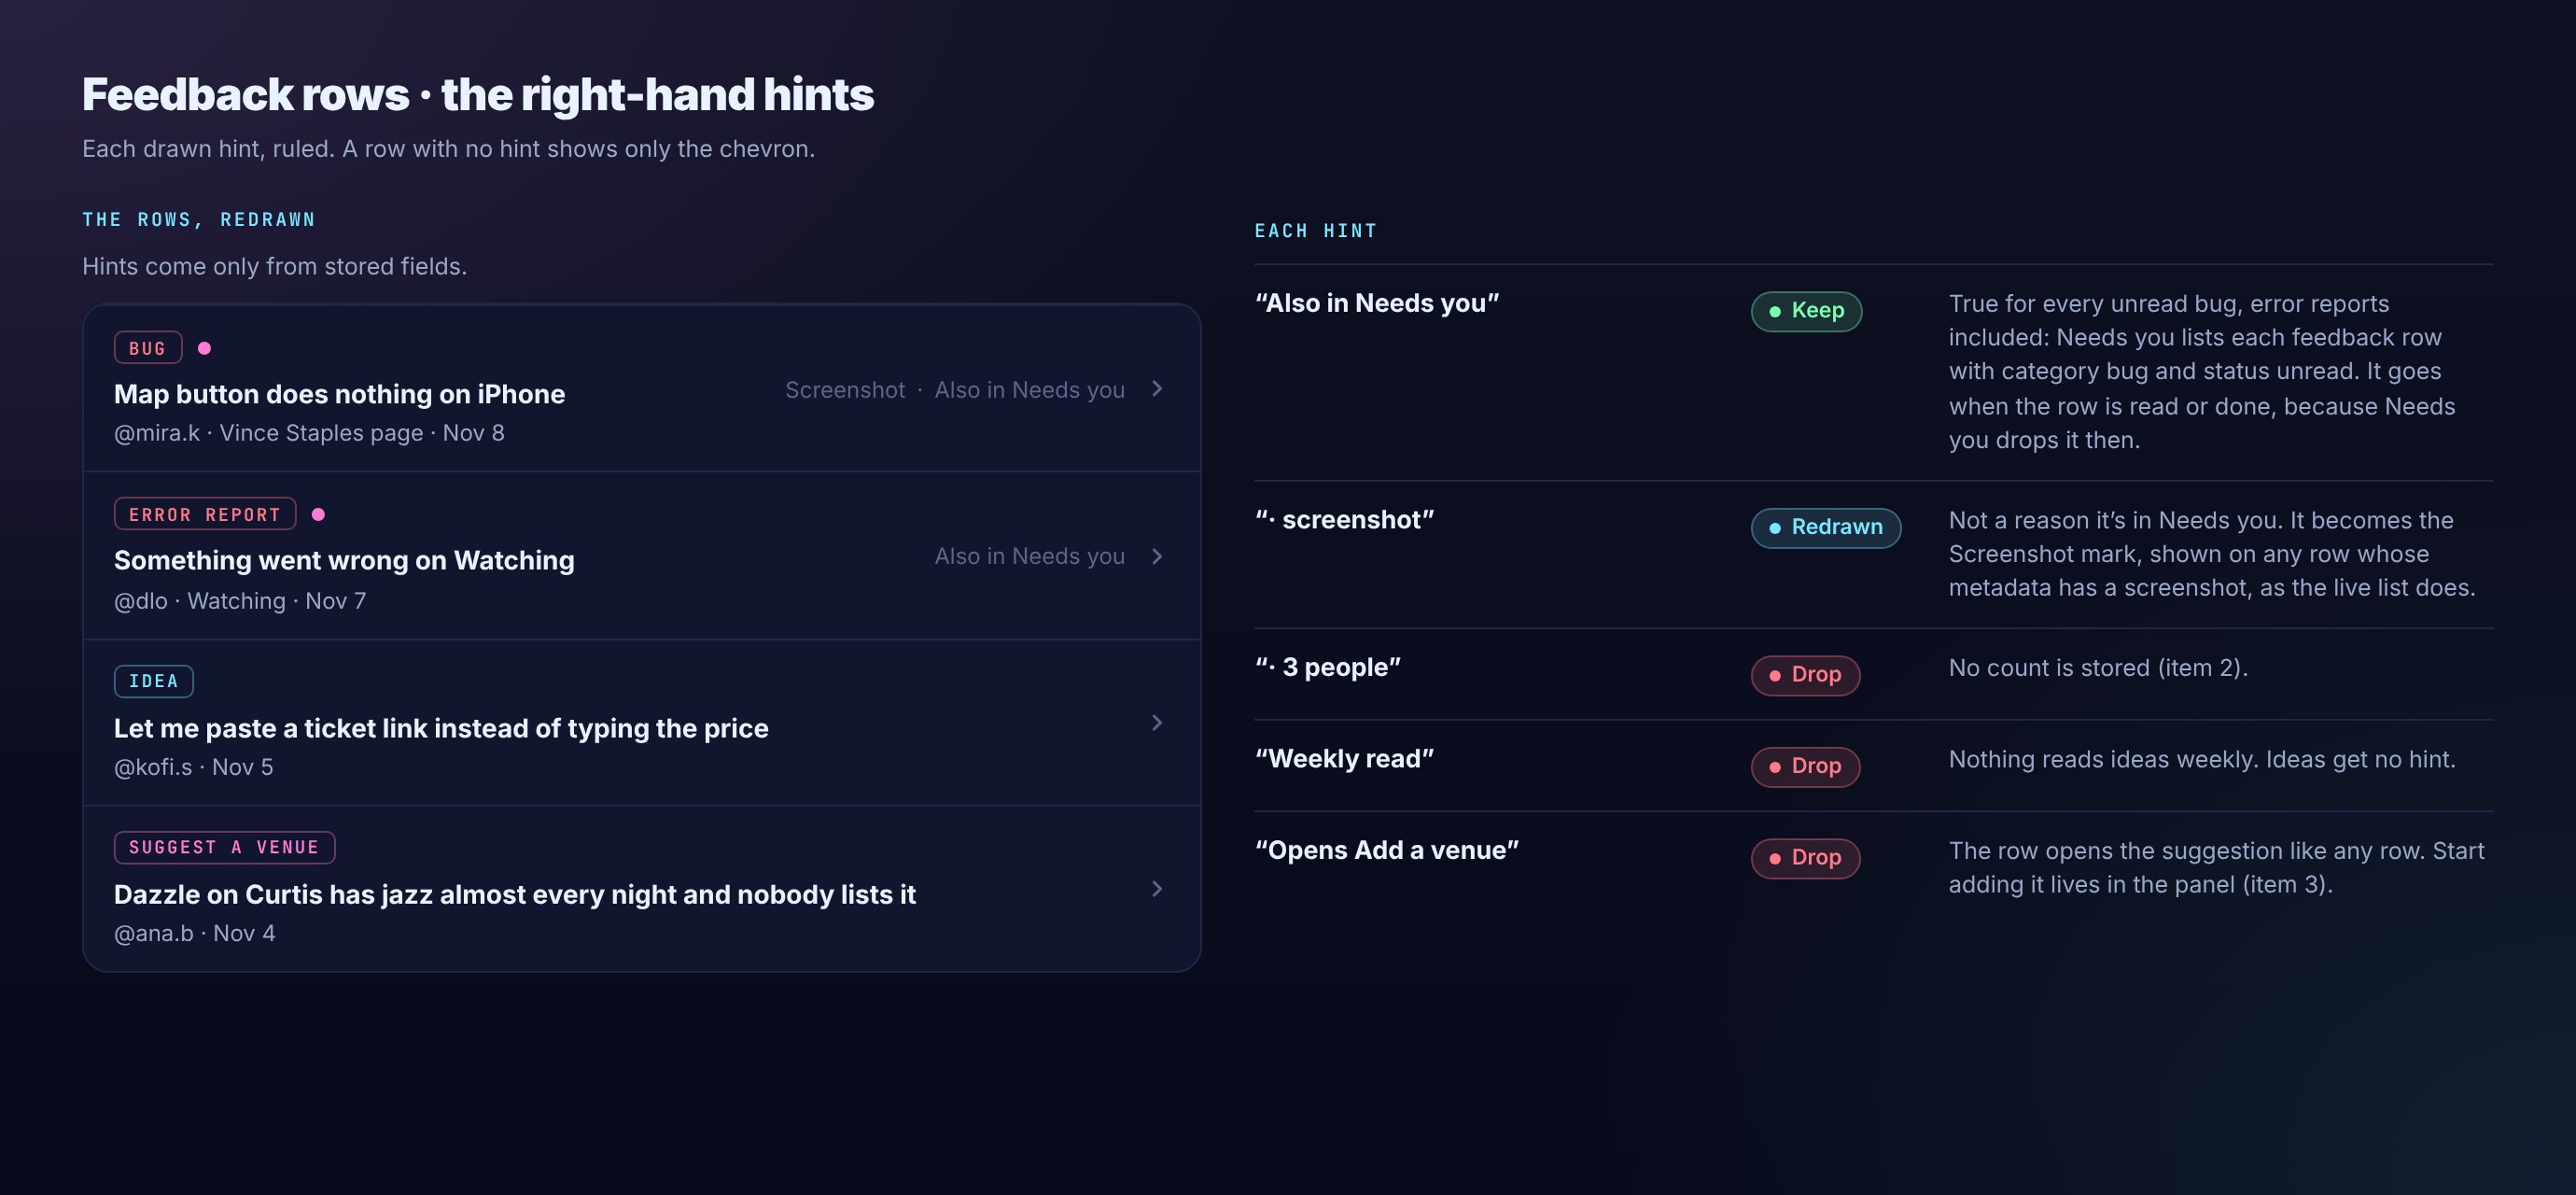 Feedback rows · the right-hand hints
Each drawn hint, ruled. A row with no hint shows only the chevron.
THE ROWS, REDRAWN
Hints come only from stored fields.
BUG
Map button does nothing on iPhone
@mira.k · Vince Staples page · Nov 8
Screenshot · Also in Needs you
ERROR REPORT
Something went wrong on Watching
@dlo · Watching · Nov 7
Also in Needs you
IDEA
Let me paste a ticket link instead of typing the price
@kofi.s · Nov 5
SUGGEST A VENUE
Dazzle on Curtis has jazz almost every night and nobody lists it
@ana.b · Nov 4
EACH HINT
“Also in Needs you”
Keep
True for every unread bug, error reports
included: Needs you lists each feedback row
with category bug and status unread. It goes
when the row is read or done, because Needs
you drops it then.
“· screenshot”
Redrawn
Not a reason it’s in Needs you. It becomes the
Screenshot mark, shown on any row whose
metadata has a screenshot, as the live list does.
“· 3 people”
Drop
No count is stored (item 2).
“Weekly read”
Drop
Nothing reads ideas weekly. Ideas get no hint.
“Opens Add a venue”
Drop
The row opens the suggestion like any row. Start
adding it lives in the panel (item 3).